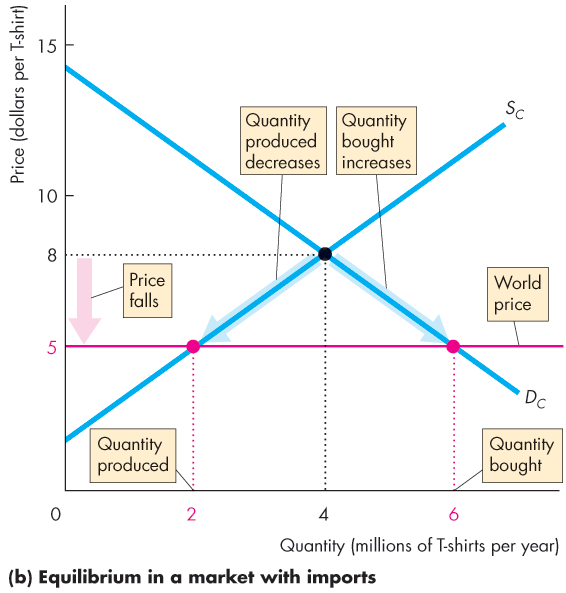 Price (dollars per T-shirt)
15
10
8
5
0
2
4
6
Quantity
produced
decreases
Quantity
bought
increases
S_C
Price
falls
World
price
D_C
Quantity
produced
Quantity
bought
Quantity (millions of T-shirts per year)
(b) Equilibrium in a market with imports